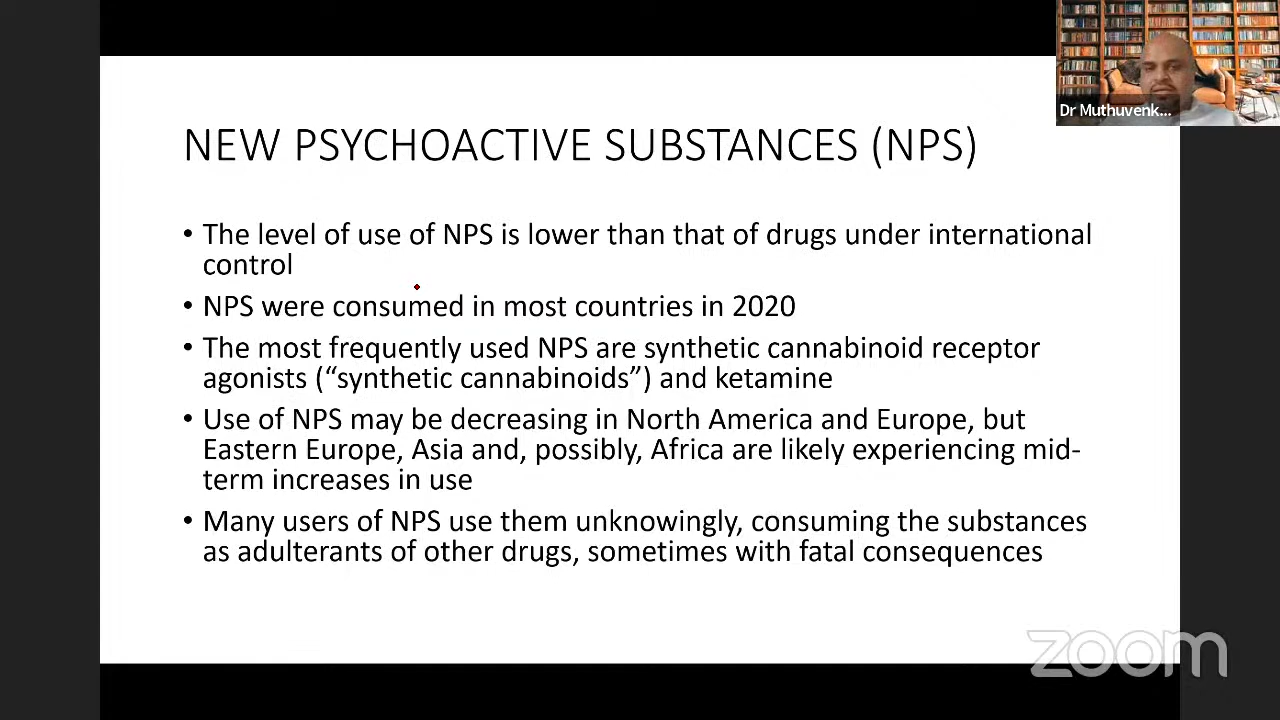 Dr Muthuvenk...
NEW PSYCHOACTIVE SUBSTANCES (NPS)
• The level of use of NPS is lower than that of drugs under international
control
• NPS were consumed in most countries in 2020
• The most frequently used NPS are synthetic cannabinoid receptor
agonists (“synthetic cannabinoids”) and ketamine
• Use of NPS may be decreasing in North America and Europe, but
Eastern Europe, Asia and, possibly, Africa are likely experiencing mid-
term increases in use
• Many users of NPS use them unknowingly, consuming the substances
as adulterants of other drugs, sometimes with fatal consequences
zoom